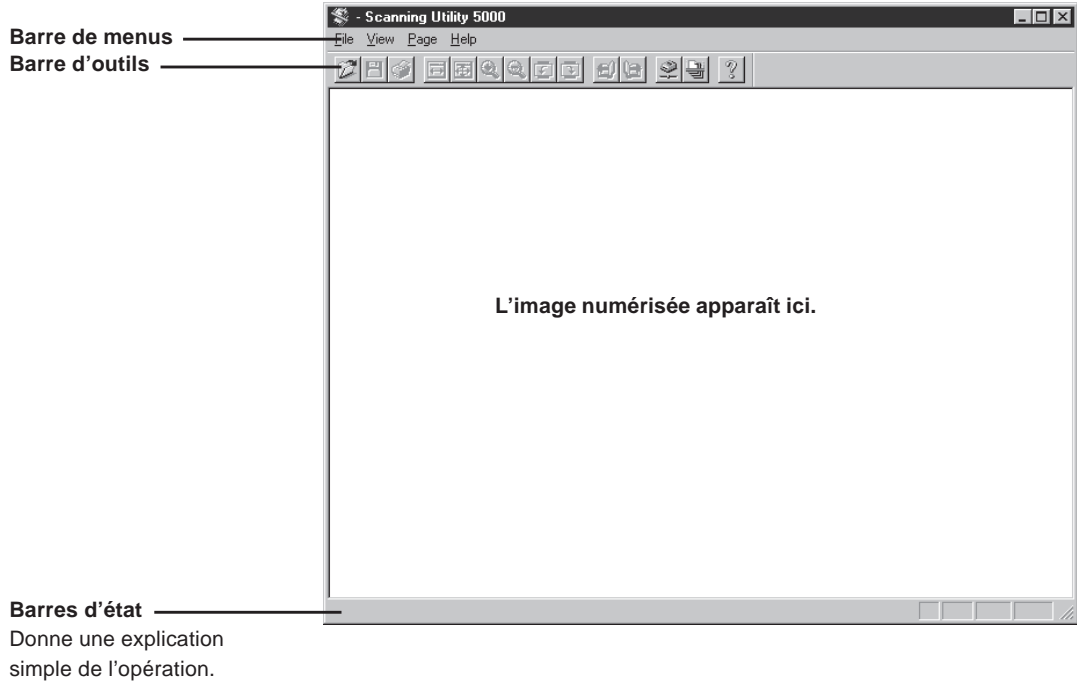 - Scanning Utility 5000
Barre de menus
File View Page Help
Barre d’outils
L’image numérisée apparaît ici.
Barres d’état
Donne une explication
simple de l’opération.